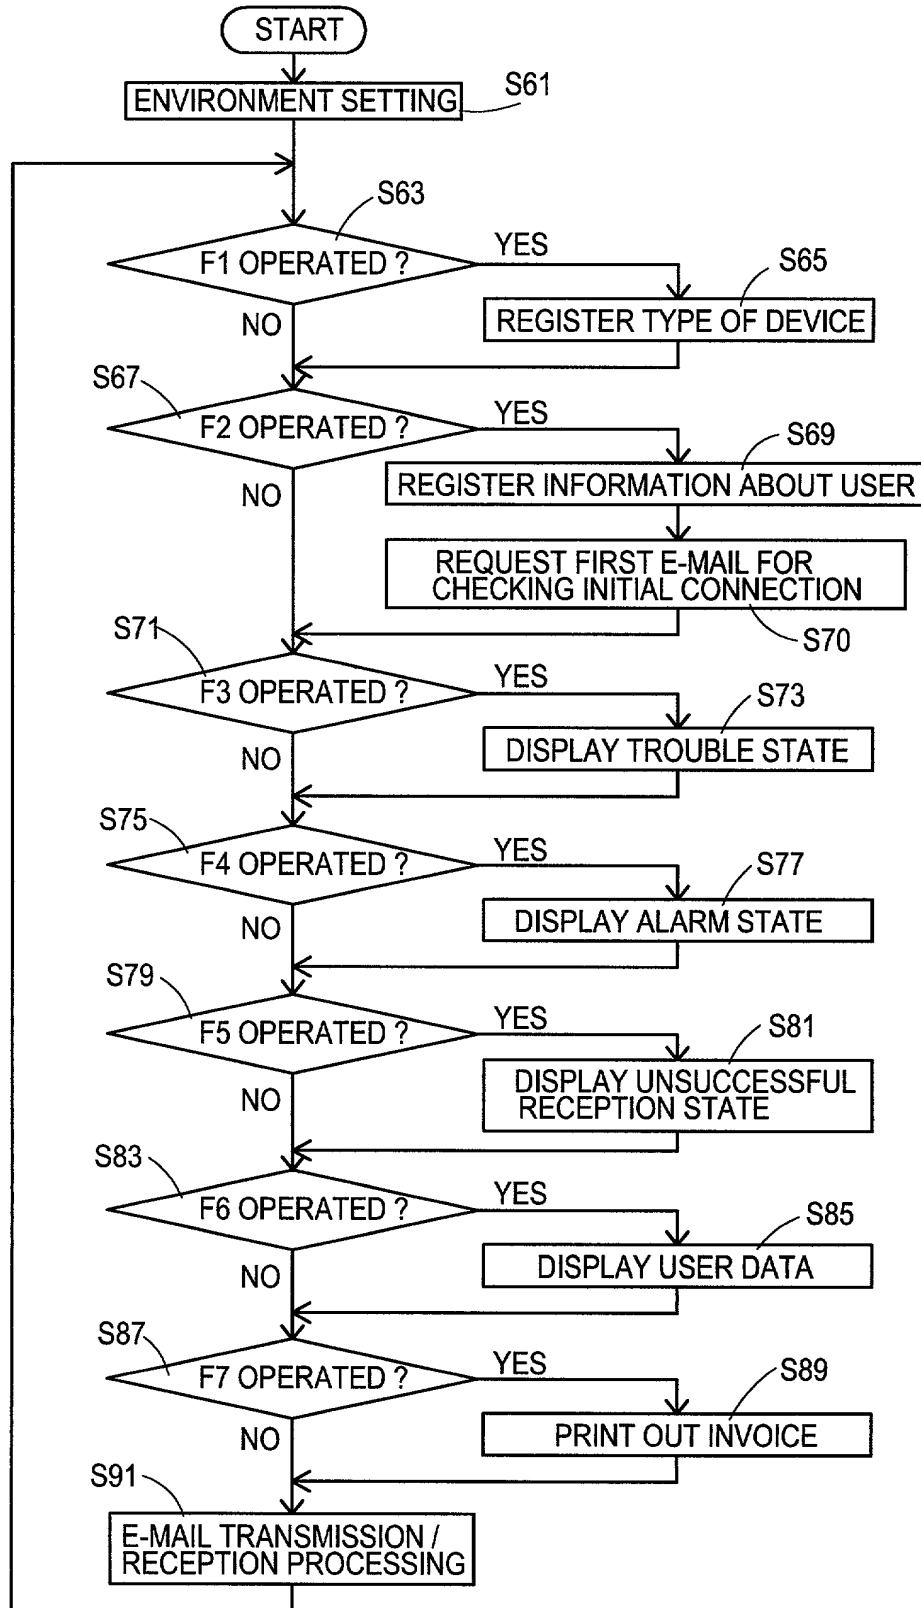 START
ENVIRONMENT SETTING
S61
S63
F1 OPERATED ?
YES
S65
NO
REGISTER TYPE OF DEVICE
S67
F2 OPERATED ?
YES
S69
NO
REGISTER INFORMATION ABOUT USER
REQUEST FIRST E-MAIL FOR
CHECKING INITIAL CONNECTION
S70
S71
F3 OPERATED ?
YES
S73
NO
DISPLAY TROUBLE STATE
S75
F4 OPERATED ?
YES
S77
NO
DISPLAY ALARM STATE
S79
F5 OPERATED ?
YES
S81
NO
DISPLAY UNSUCCESSFUL
RECEPTION STATE
S83
F6 OPERATED ?
YES
S85
NO
DISPLAY USER DATA
S87
F7 OPERATED ?
YES
S89
NO
PRINT OUT INVOICE
S91
E-MAIL TRANSMISSION /
RECEPTION PROCESSING